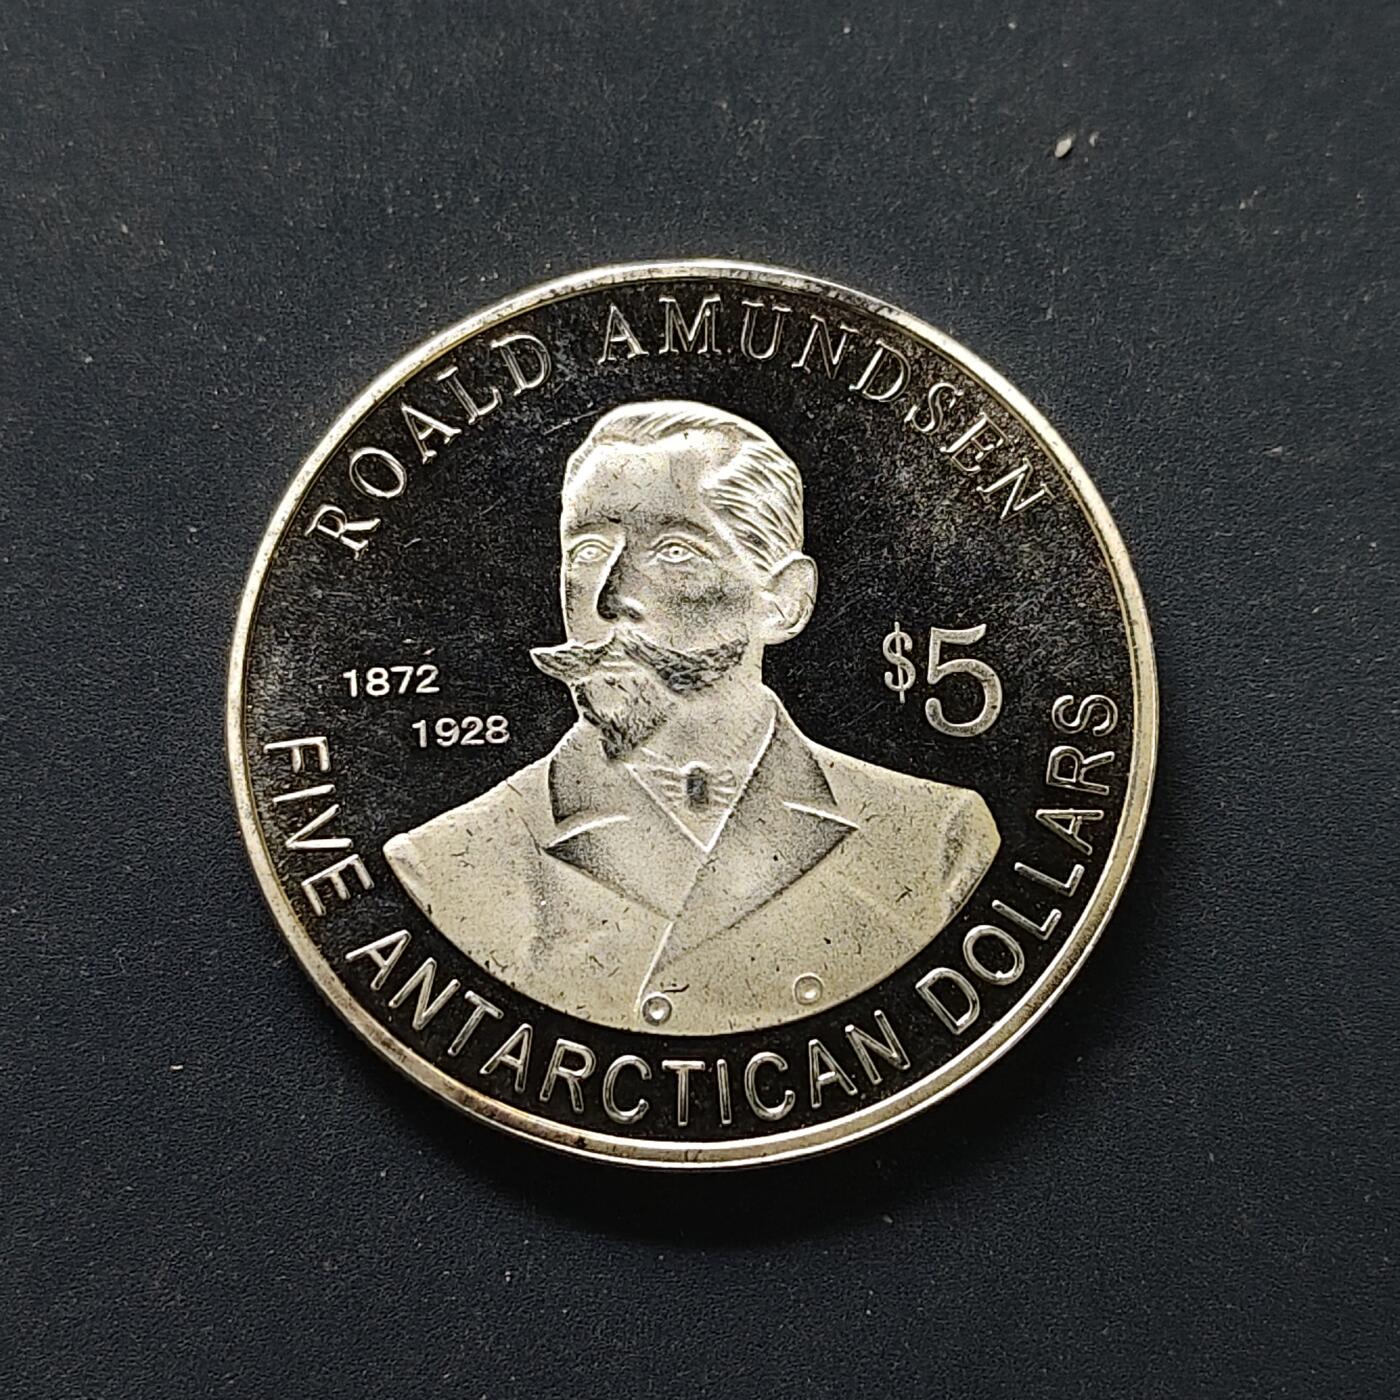 ROALD AMUNDSEN
1872
1928
$5
FIVE ANTARCTICAN DOLLARS